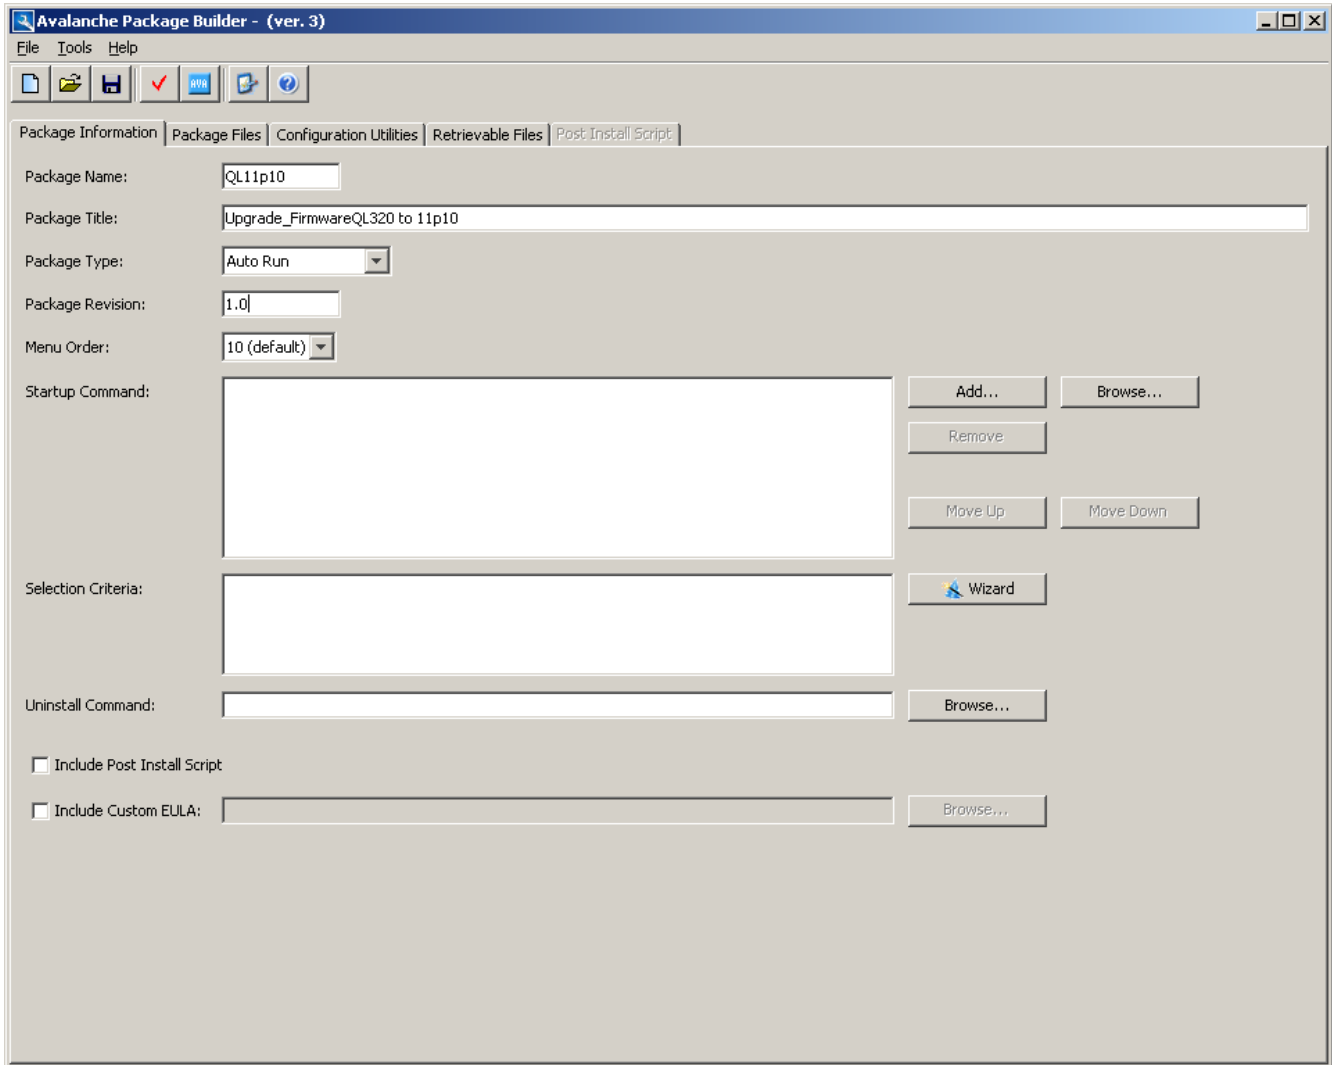 Avalanche Package Builder - (ver. 3)
File Tools Help
AVA
Package Information Package Files Configuration Utilities Retrievable Files Post Install Script
Package Name: QL11p10
Package Title: Upgrade_FirmwareQL320 to 11p10
Package Type: Auto Run
Package Revision: 1.0
Menu Order: 10 (default)
Startup Command: Add... Browse...
Remove
Move Up Move Down
Selection Criteria: Wizard
Uninstall Command: Browse...
Include Post Install Script
Include Custom EULA: Browse...